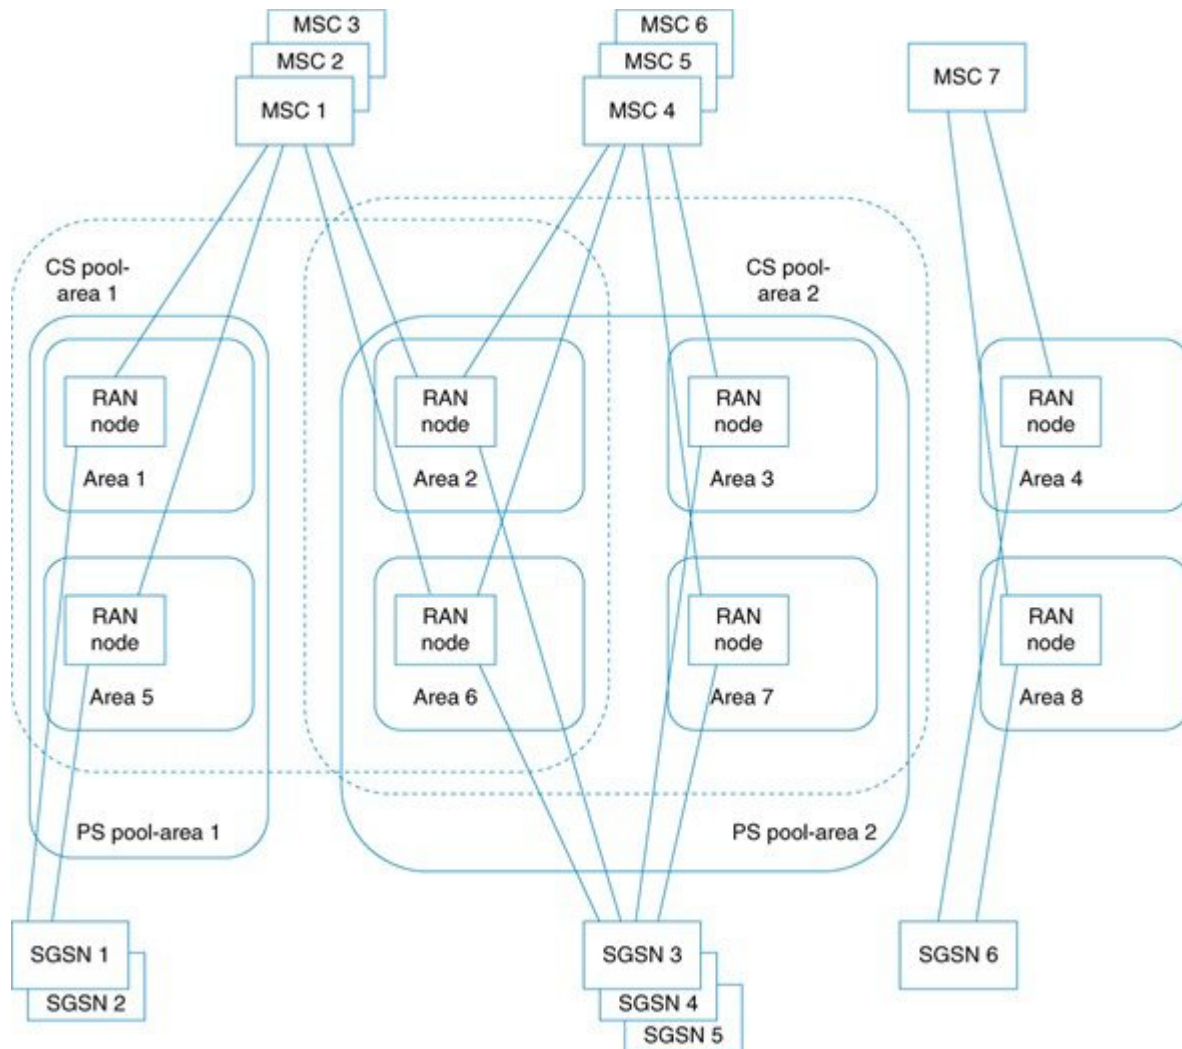 MSC 3
MSC 2
MSC 1
MSC 6
MSC 5
MSC 4
MSC 7
CS pool-
area 1
CS pool-
area 2
RAN
node
Area 1
RAN
node
Area 2
RAN
node
Area 3
RAN
node
Area 4
RAN
node
Area 5
RAN
node
Area 6
RAN
node
Area 7
RAN
node
Area 8
PS pool-area 1
PS pool-area 2
SGSN 1
SGSN 2
SGSN 3
SGSN 4
SGSN 5
SGSN 6